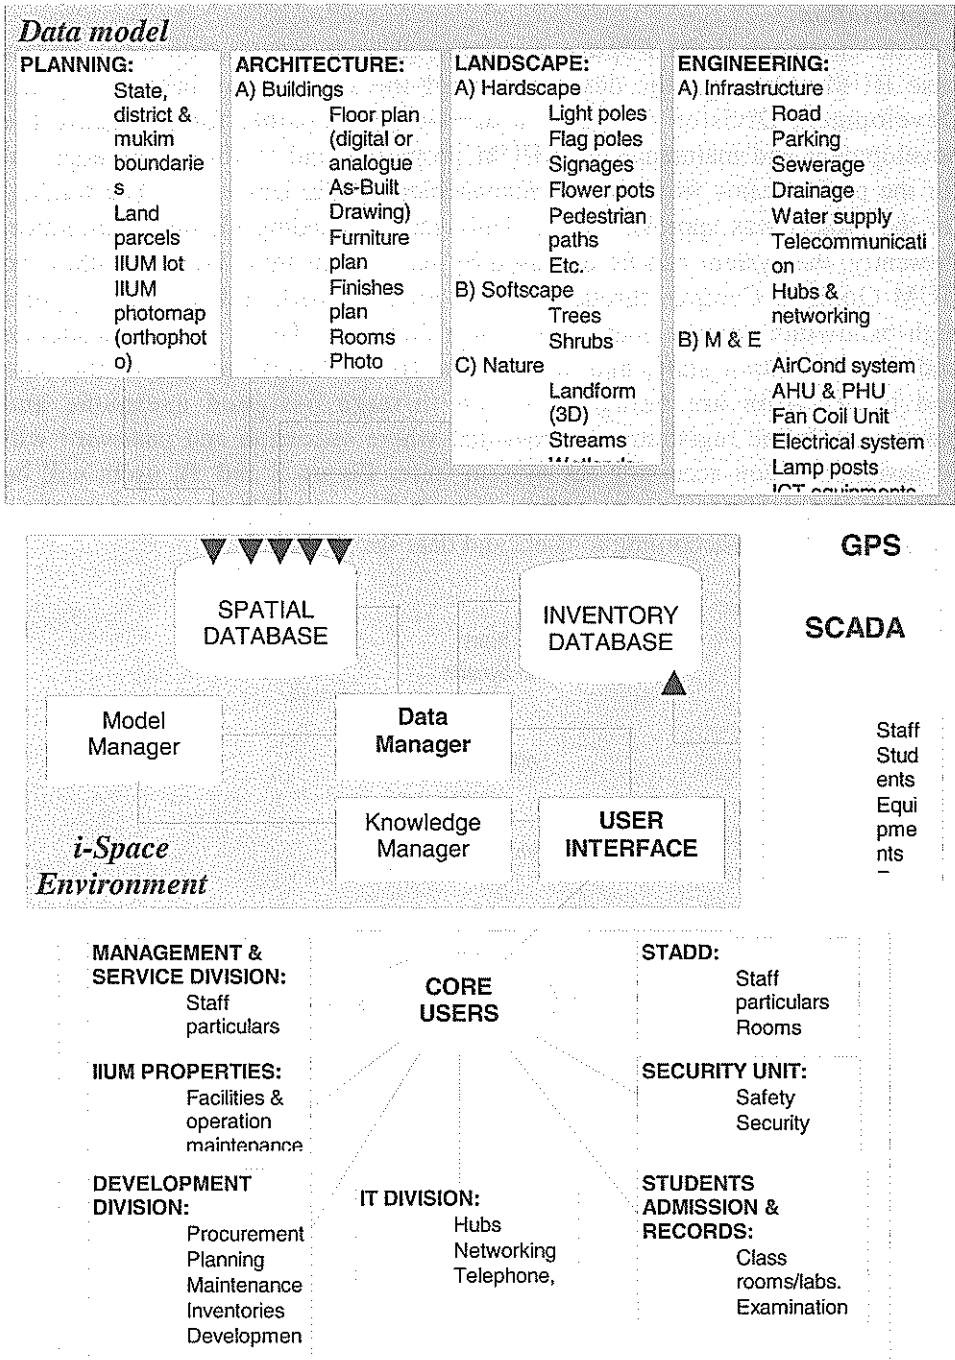 Data model
PLANNING:
State,
district &
mukim
boundarie
s
Land
parcels
IIUM lot
IIUM
photomap
(orthophot
o)
ARCHITECTURE:
A) Buildings
Floor plan
(digital or
analogue
As-Built
Drawing)
Furniture
plan
Finishes
plan
Rooms
Photo
LANDSCAPE:
A) Hardscape
Light poles
Flag poles
Signages
Flower pots
Pedestrian
paths
Etc.
B) Softscape
Trees
Shrubs
C) Nature
Landform
(3D)
Streams
ENGINEERING:
A) Infrastructure
Road
Parking
Sewerage
Drainage
Water supply
Telecommunicati
on
Hubs &
networking
B) M & E
AirCond system
AHU & PHU
Fan Coil Unit
Electrical system
Lamp posts
ICT equipments
SPATIAL
DATABASE
INVENTORY
DATABASE
GPS
SCADA
Model
Manager
Data
Manager
Staff
Stud
ents
Equi
pme
nts
Knowledge
Manager
USER
INTERFACE
i-Space
Environment
MANAGEMENT &
SERVICE DIVISION:
Staff
particulars
CORE
USERS
STADD:
Staff
particulars
Rooms
IIUM PROPERTIES:
Facilities &
operation
maintenance
SECURITY UNIT:
Safety
Security
DEVELOPMENT
DIVISION:
Procurement
Planning
Maintenance
Inventories
Developmen
IT DIVISION:
Hubs
Networking
Telephone,
STUDENTS
ADMISSION &
RECORDS:
Class
rooms/labs.
Examination